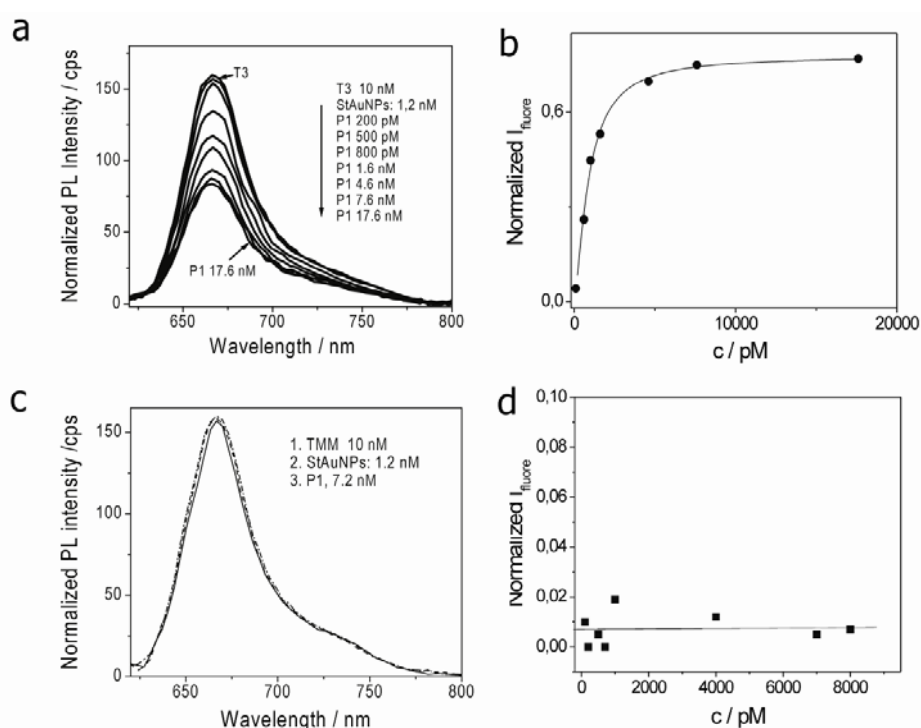 a
Normalized PL Intensity / cps
150
100
50
0
650
700
750
800
Wavelength / nm
T3
T3 10 nM
StAuNPs: 1,2 nM
P1 200 pM
P1 500 pM
P1 800 pM
P1 1.6 nM
P1 4.6 nM
P1 7.6 nM
P1 17.6 nM
P1 17.6 nM
b
Normalized I_fluore
0,6
0,0
0
10000
20000
c / pM
c
Normalized PL intensity /cps
150
100
50
0
650
700
750
800
Wavelength / nm
1. TMM 10 nM
2. StAuNPs: 1.2 nM
3. P1, 7.2 nM
d
Normalized I_fluore
0,10
0,08
0,06
0,04
0,02
0,00
0
2000
4000
6000
8000
c / pM